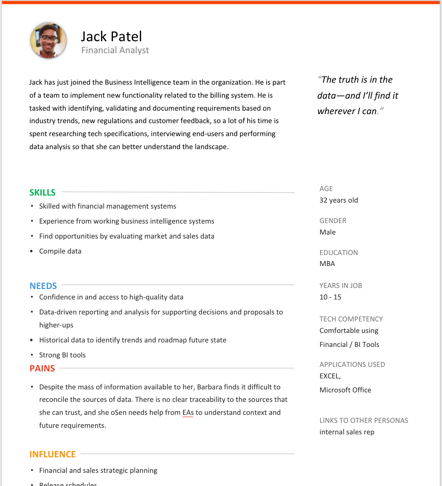 Jack Patel
Financial Analyst
Jack has just joined the Business Intelligence team in the organization. He is part
of a team to implement new functionality related to the billing system. He is
tasked with identifying, validating and documenting requirements based on
industry trends, new regulations and customer feedback, so a lot of his time is
spent researching tech specifications, interviewing end-users and performing
data analysis so that she can better understand the landscape.
"The truth is in the
data—and I'll find it
wherever I can."
SKILLS
• Skilled with financial management systems
• Experience from working business intelligence systems
• Find opportunities by evaluating market and sales data
• Compile data
NEEDS
• Confidence in and access to high-quality data
• Data-driven reporting and analysis for supporting decisions and proposals to
higher-ups
• Historical data to identify trends and roadmap future state
• Strong BI tools
PAINS
• Despite the mass of information available to her, Barbara finds it difficult to
reconcile the sources of data. There is no clear traceability to the sources that
she can trust, and she oSen needs help from EAs to understand context and
future requirements.
INFLUENCE
• Financial and sales strategic planning
• Release schedules
AGE
32 years old
GENDER
Male
EDUCATION
MBA
YEARS IN JOB
10 - 15
TECH COMPETENCY
Comfortable using
Financial / BI Tools
APPLICATIONS USED
EXCEL,
Microsoft Office
LINKS TO OTHER PERSONAS
internal sales rep